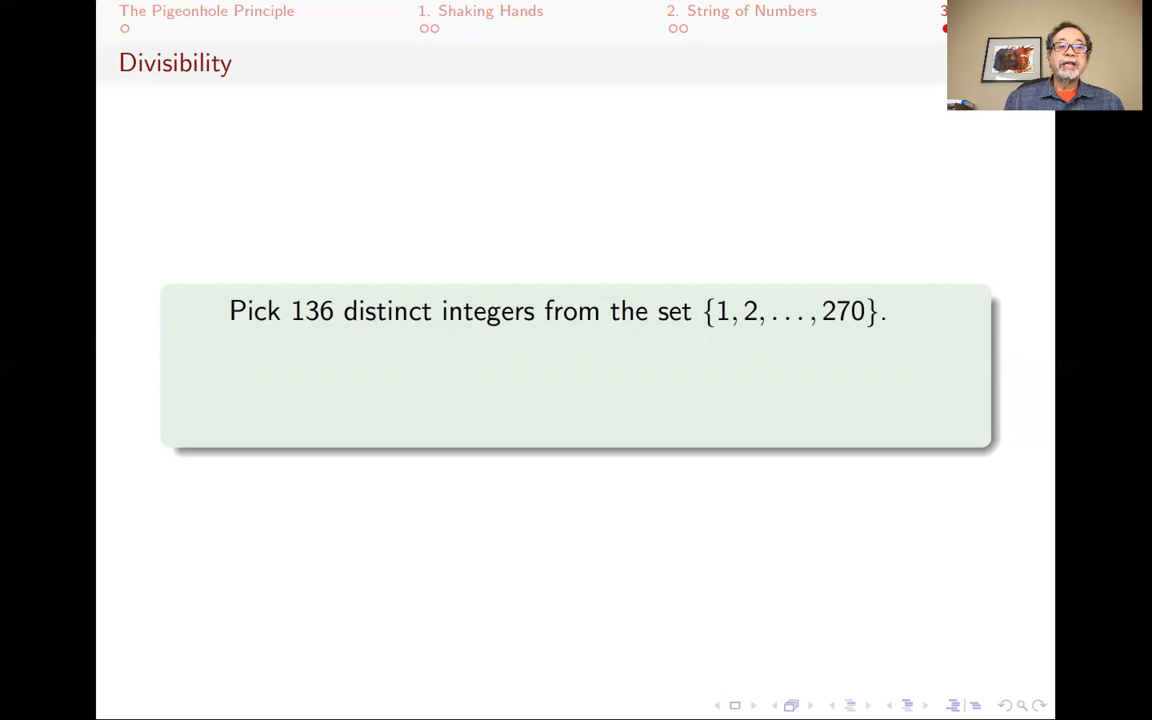 The Pigeonhole Principle
1. Shaking Hands
2. String of Numbers
3
Divisibility
Pick 136 distinct integers from the set {1, 2, . . . , 270}.